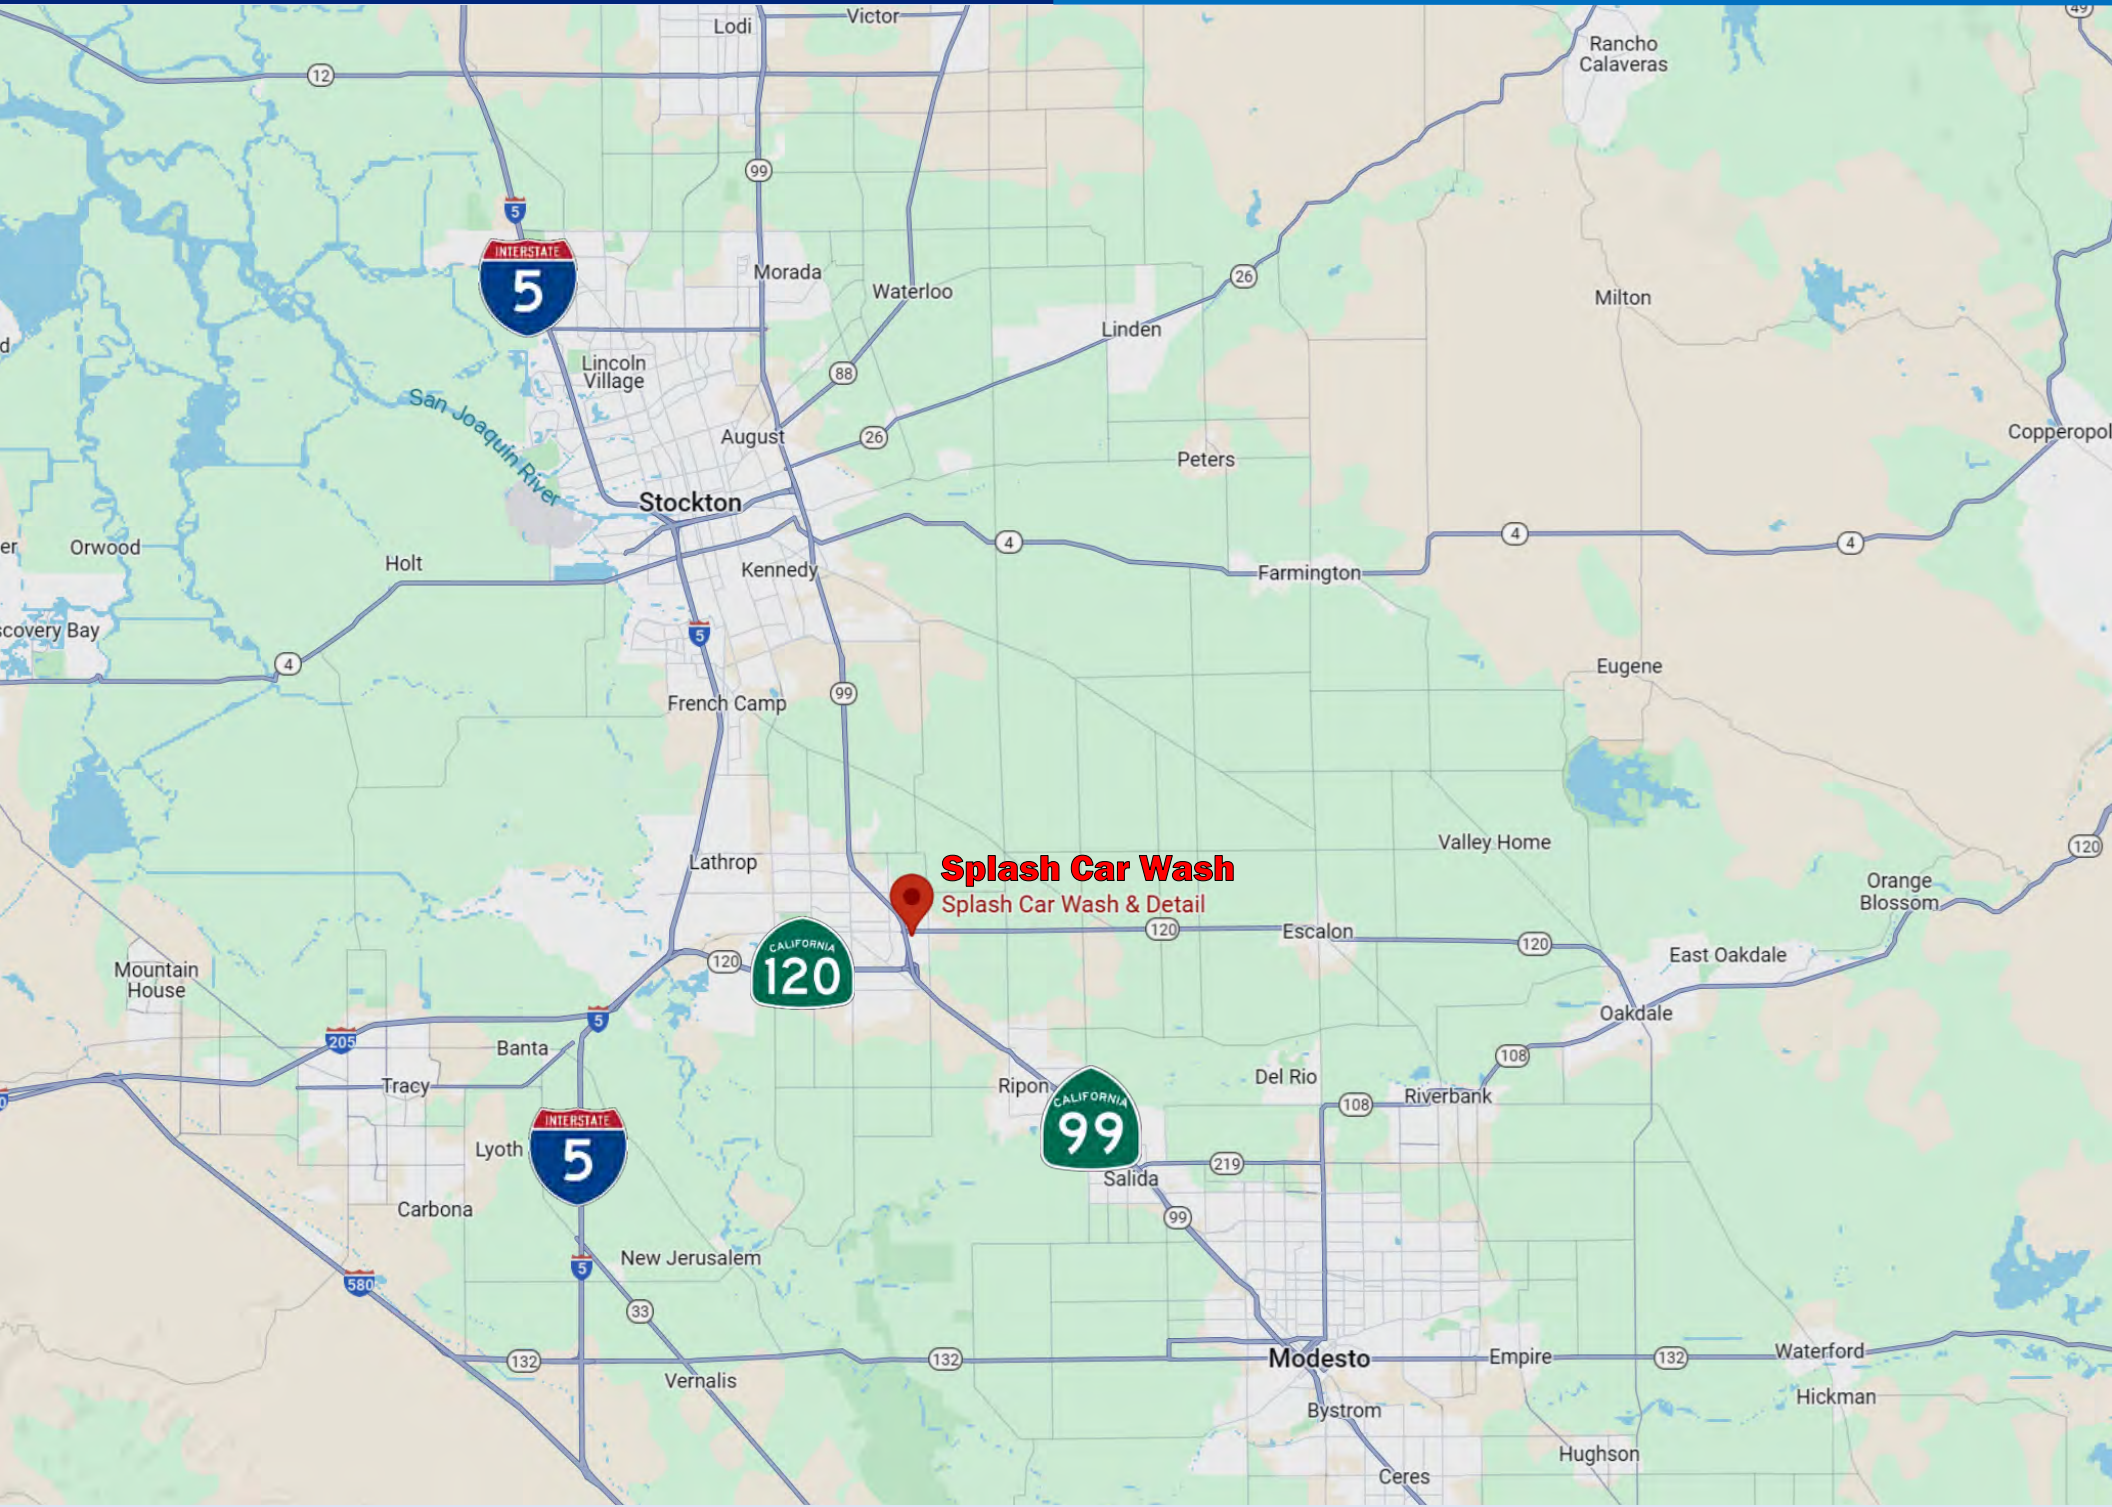 Lodi
Victor
49
Rancho
Calaveras
12
99
5
INTERSTATE
5
Morada
Waterloo
26
Milton
Linden
d
Lincoln
Village
88
San Joaquin River
August
26
Copperopol
Peters
Stockton
er
Orwood
Holt
4
4
4
Kennedy
Farmington
scovery Bay
5
4
Eugene
99
French Camp
Valley Home
120
Lathrop
Splash Car Wash
Splash Car Wash & Detail
Orange
Blossom
120
Escalon
120
CALIFORNIA
120
120
East Oakdale
Mountain
House
Oakdale
5
205
Banta
108
Tracy
Ripon
Del Rio
Riverbank
108
CALIFORNIA
99
INTERSTATE
5
Lyoth
219
Salida
Carbona
99
New Jerusalem
5
580
33
132
132
Modesto
Empire
132
Waterford
Vernalis
Hickman
Bystrom
Hughson
Ceres